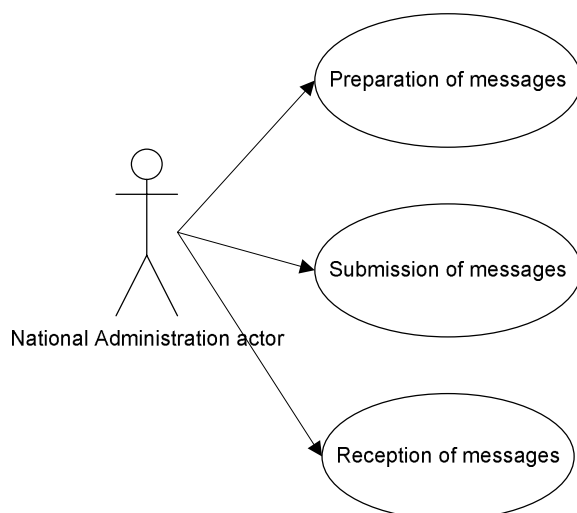 Preparation of messages
Submission of messages
National Administration actor
Reception of messages